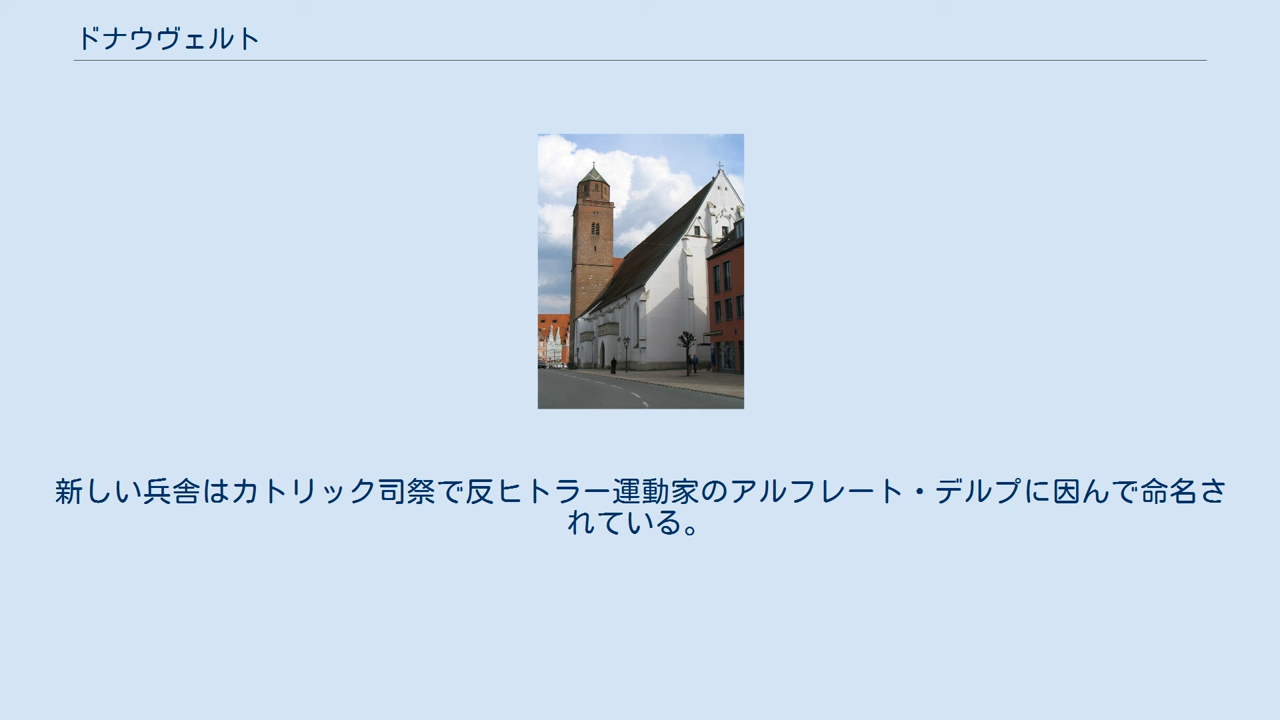 ドナウヴェルト
新しい兵舎はカトリック司祭で反ヒトラー運動家のアルフレート・デルプに因んで命名さ
れている。